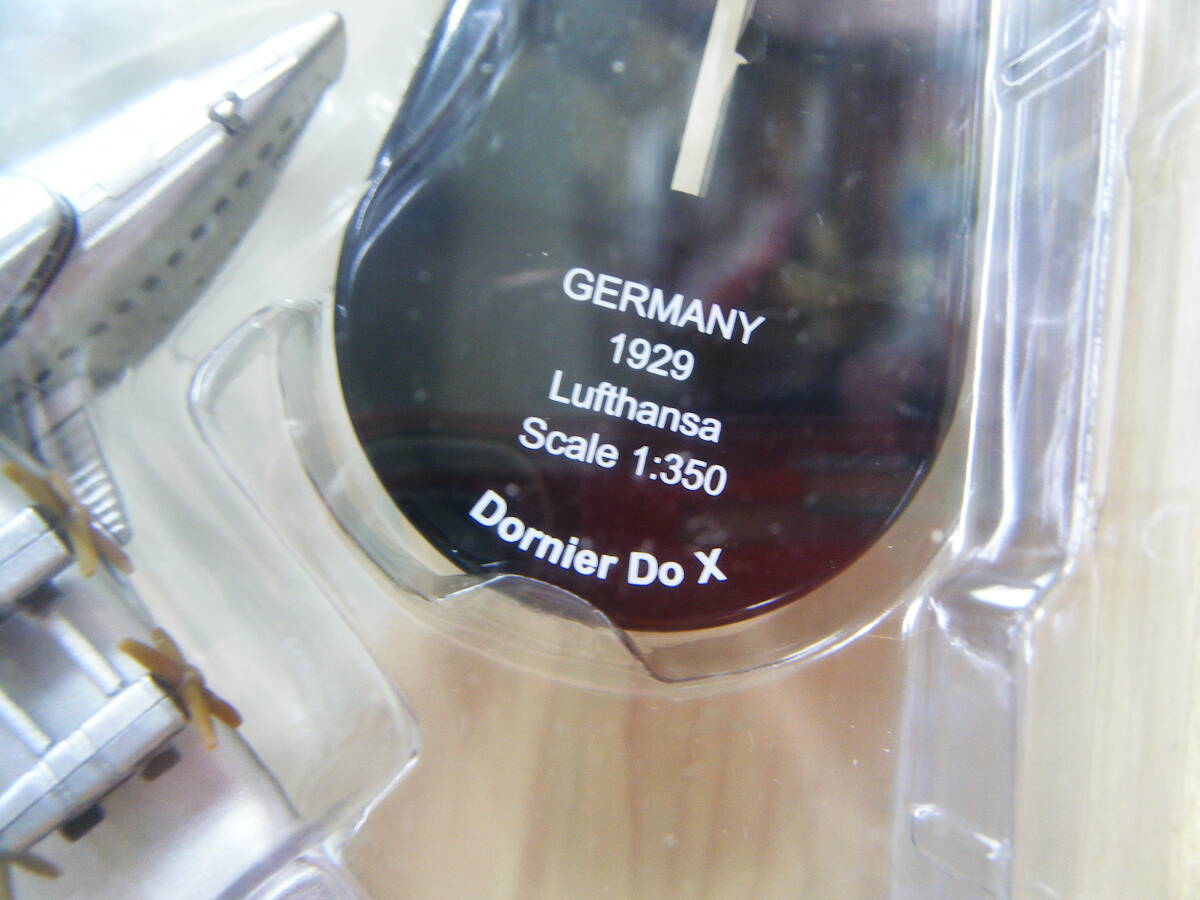 GERMANY
1929
Lufthansa
Scale 1:350
Dornier Do X